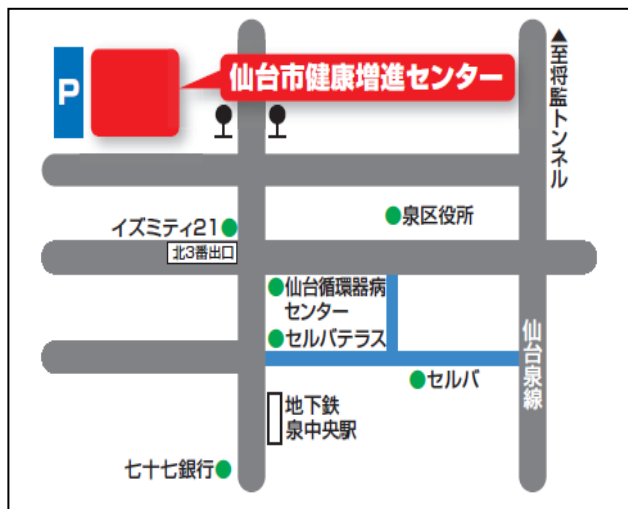 P
仙台市健康増進センター
▲至将監トンネル
イズミティ21
泉区役所
北3番出口
仙台循環器病
センター
セルバテラス
仙台泉線
セルバ
地下鉄
泉中央駅
七十七銀行